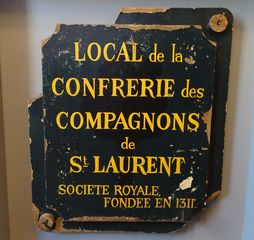 LOCAL de la
CONFRERIE des
COMPAGNONS
de
St LAURENT
SOCIETE ROYALE
FONDEE EN 1311